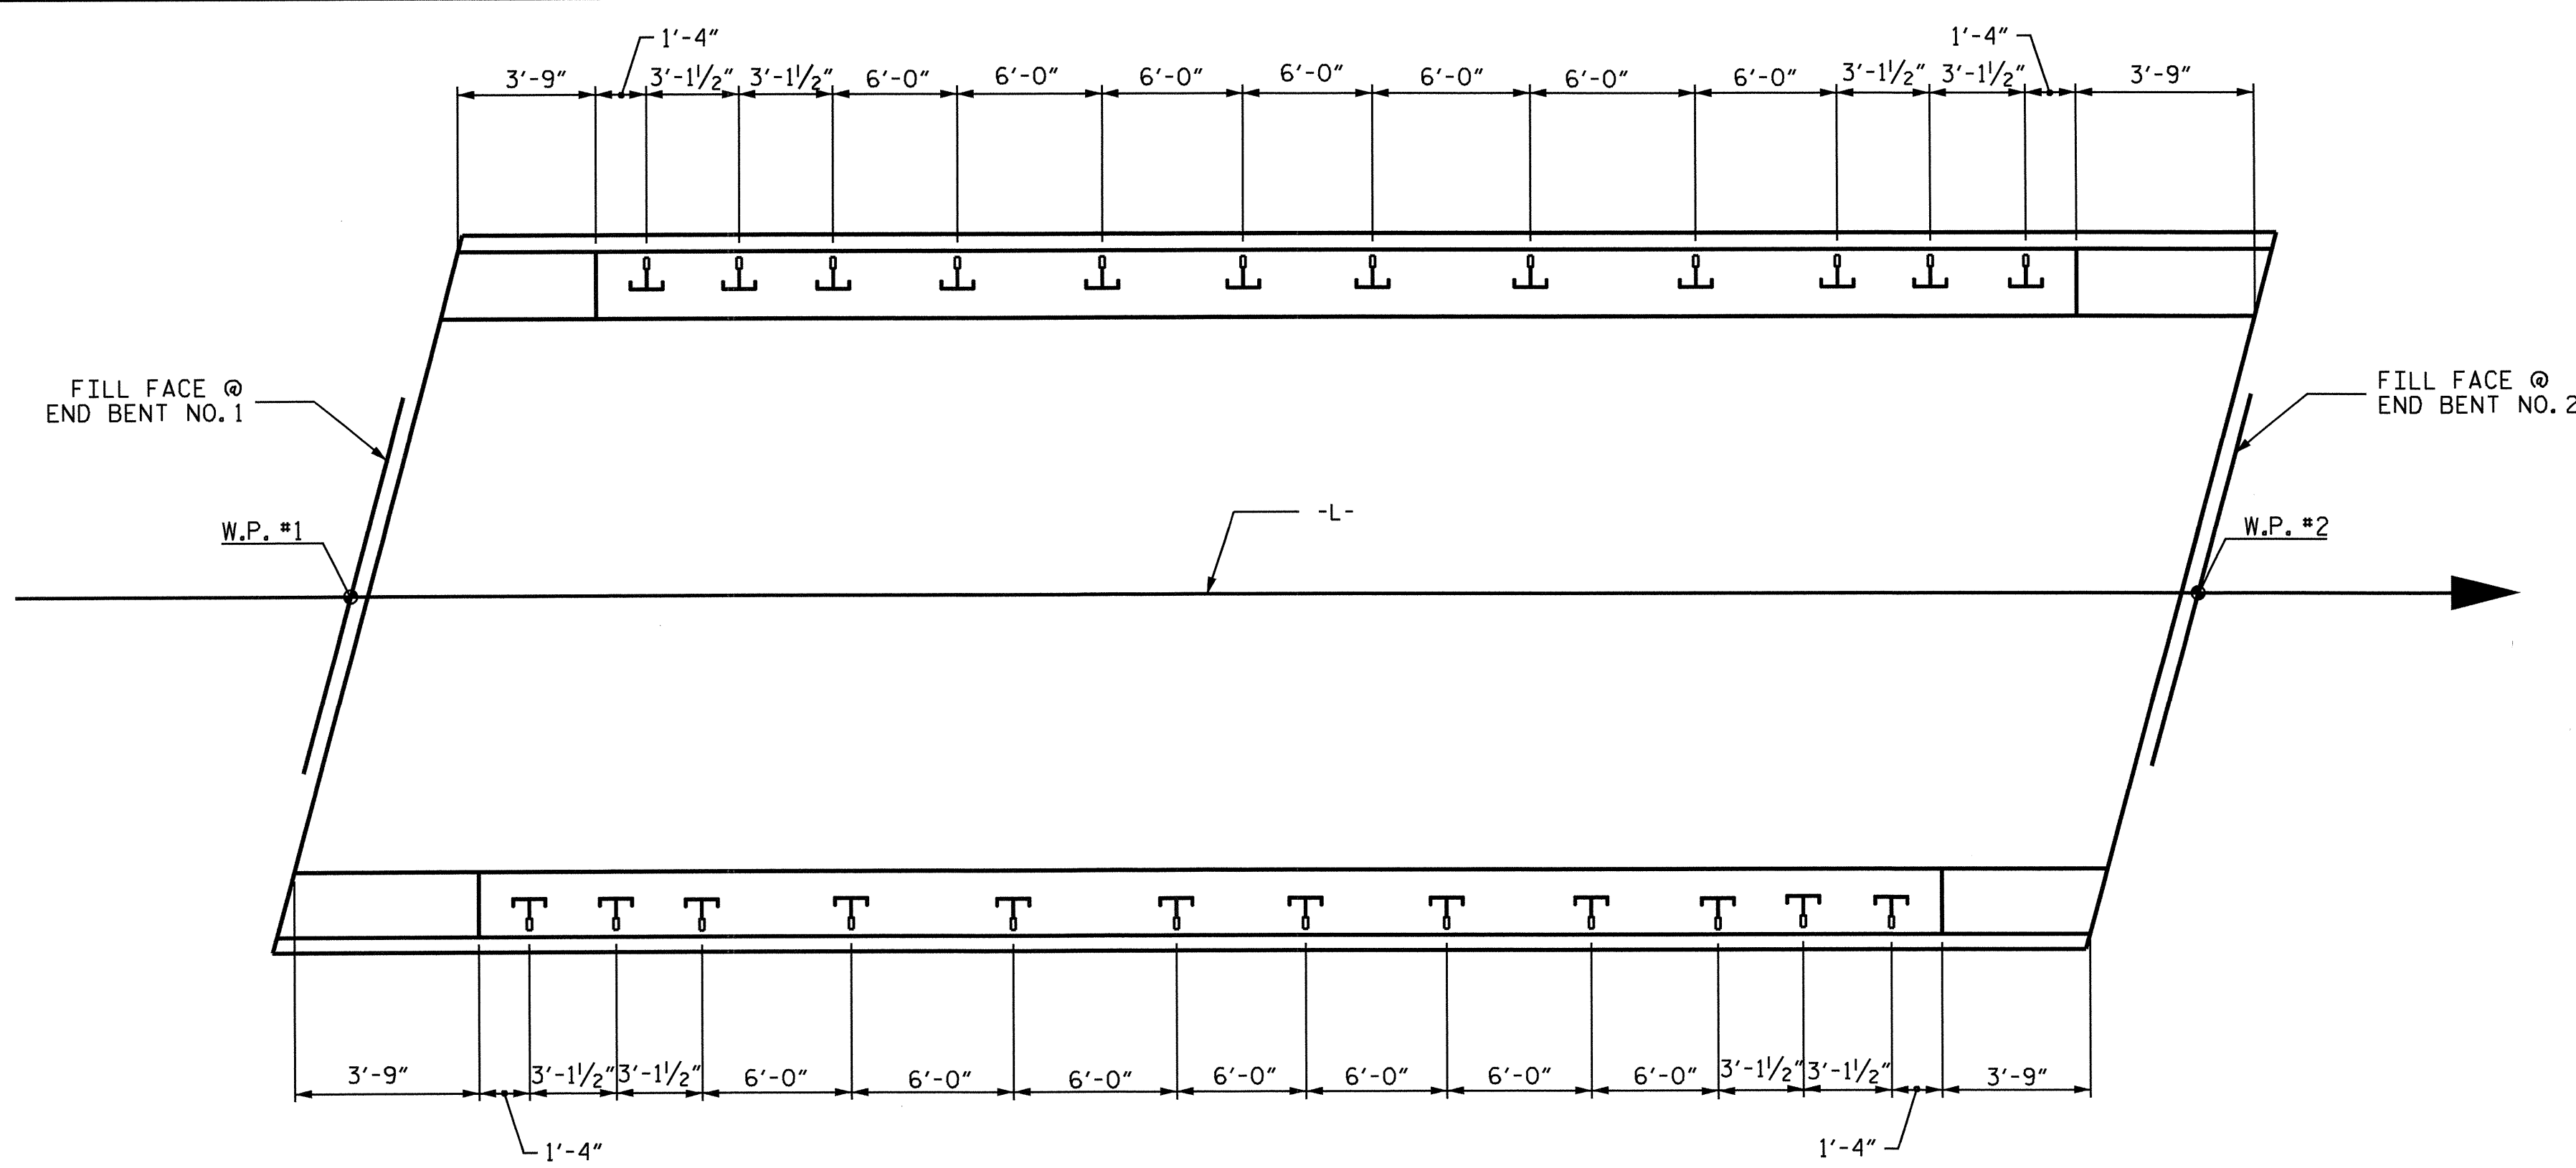 1'-4" 1'-4"
3'-9" 3'-1½" 3'-1½" 6'-0" 6'-0" 6'-0" 6'-0" 6'-0" 6'-0" 6'-0" 3'-1½" 3'-1½" 3'-9"
FILL FACE @
END BENT NO. 1
FILL FACE @
END BENT NO. 2
W.P. #1
-L-
W.P. #2
3'-9" 3'-1½" 3'-1½" 6'-0" 6'-0" 6'-0" 6'-0" 6'-0" 6'-0" 6'-0" 3'-1½" 3'-1½" 3'-9"
1'-4" 1'-4"